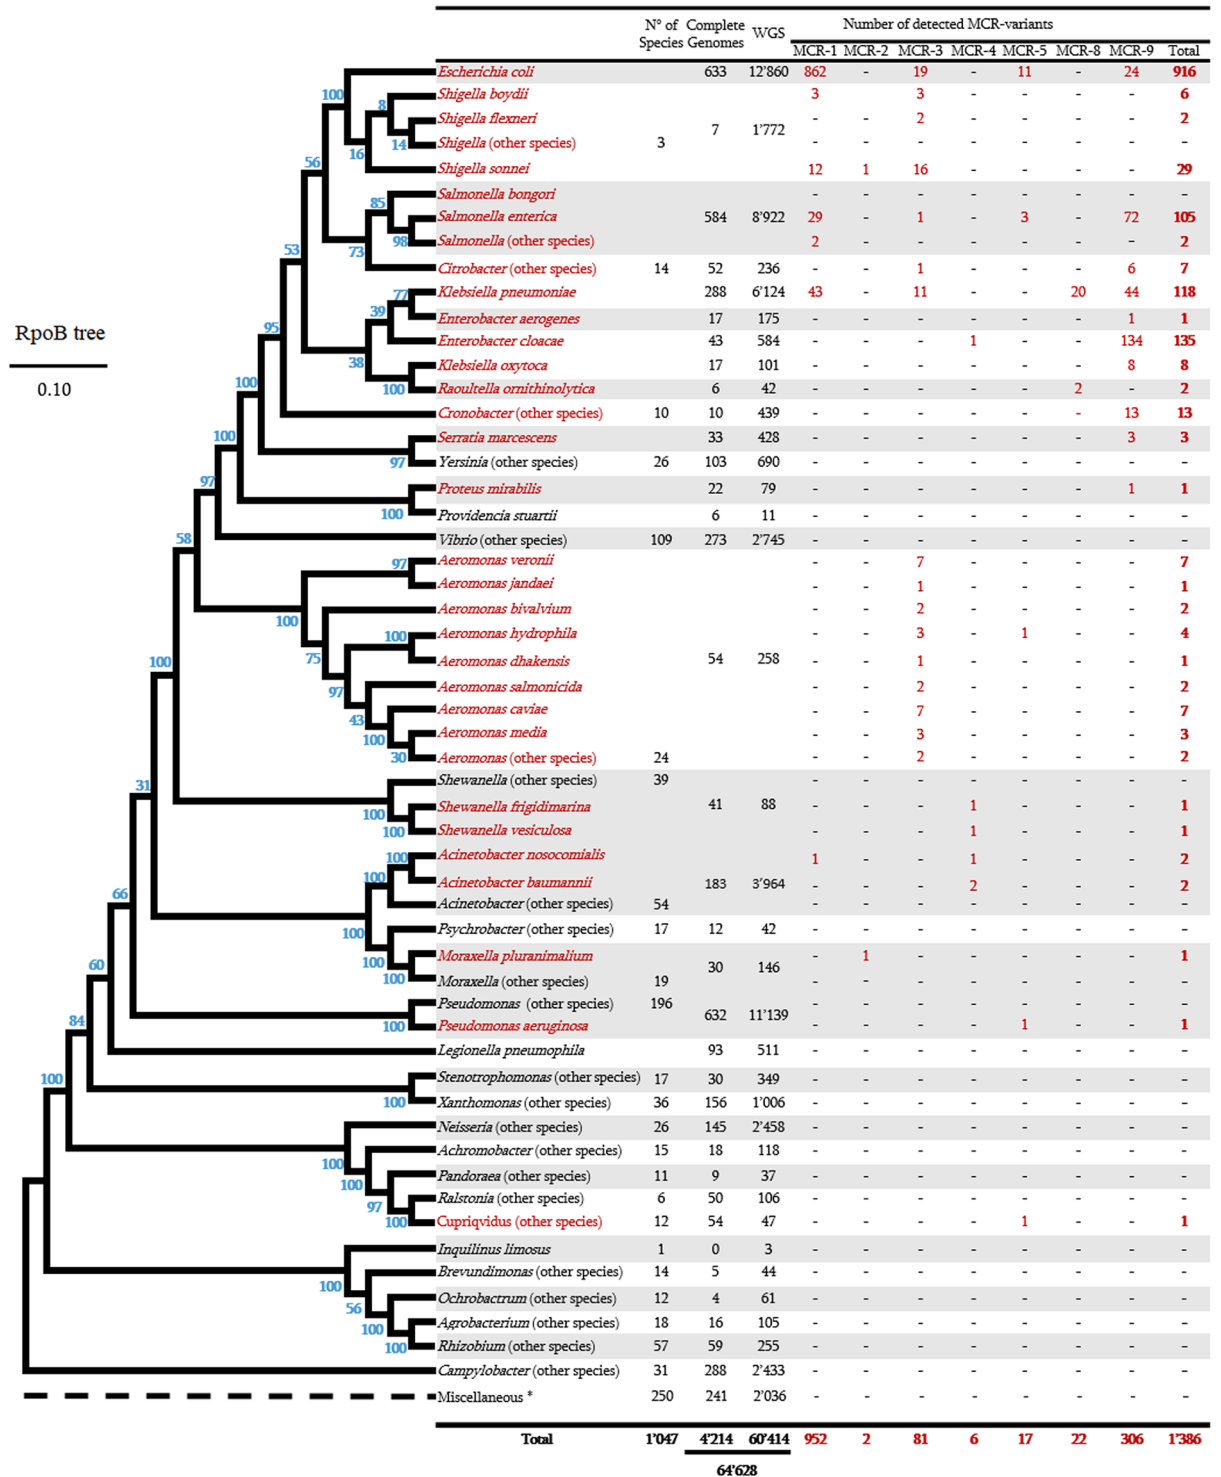 N° of Species Complete Genomes WGS Number of detected MCR-variants
MCR-1 MCR-2 MCR-3 MCR-4 MCR-5 MCR-8 MCR-9 Total
RpoB tree
0.10
Escherichia coli 633 12'860 862 - 19 - 11 - 24 916
Shigella boydii 3 - 3 - - - - 6
Shigella flexneri - - 2 - - - - 2
7 1'772
Shigella (other species) 3 - - - - - - - -
Shigella sonnei 12 1 16 - - - - 29
Salmonella bongori - - - - - - - -
Salmonella enterica 584 8'922 29 - 1 - 3 - 72 105
Salmonella (other species) 2 - - - - - - 2
Citrobacter (other species) 14 52 236 - - 1 - - - 6 7
Klebsiella pneumoniae 288 6'124 43 - 11 - - 20 44 118
Enterobacter aerogenes 17 175 - - - - - - 1 1
Enterobacter cloacae 43 584 - - - 1 - - 134 135
Klebsiella oxytoca 17 101 - - - - - - 8 8
Raoultella ornithinolytica 6 42 - - - - - 2 - 2
Cronobacter (other species) 10 10 439 - - - - - - 13 13
Serratia marcescens 33 428 - - - - - - 3 3
Yersinia (other species) 26 103 690 - - - - - - - -
Proteus mirabilis 22 79 - - - - - - 1 1
Providencia stuartii 6 11 - - - - - - - -
Vibrio (other species) 109 273 2'745 - - - - - - - -
Aeromonas veronii - - 7 - - - - 7
Aeromonas jandaei - - 1 - - - - 1
Aeromonas bivalvium - - 2 - - - - 2
Aeromonas hydrophila - - 3 - 1 - - 4
Aeromonas dhakensis 54 258 - - 1 - - - - 1
Aeromonas salmonicida - - 2 - - - - 2
Aeromonas caviae - - 7 - - - - 7
Aeromonas media - - 3 - - - - 3
Aeromonas (other species) 24 - - 2 - - - - 2
Shewanella (other species) 39 - - - - - - - -
Shewanella frigidimarina 41 88 - - - 1 - - - 1
Shewanella vesiculosa - - - 1 - - - 1
Acinetobacter nosocomialis 1 - - 1 - - - 2
Acinetobacter baumannii 183 3'964 - - - 2 - - - 2
Acinetobacter (other species) 54 - - - - - - - -
Psychrobacter (other species) 17 12 42 - - - - - - - -
Moraxella pluranimalium - 1 - - - - - 1
30 146
Moraxella (other species) 19 - - - - - - - -
Pseudomonas (other species) 196 - - - - - - - -
632 11'139
Pseudomonas aeruginosa - - - - 1 - - 1
Legionella pneumophila 93 511 - - - - - - - -
Stenotrophomonas (other species) 17 30 349 - - - - - - - -
Xanthomonas (other species) 36 156 1'006 - - - - - - - -
Neisseria (other species) 26 145 2'458 - - - - - - - -
Achromobacter (other species) 15 18 118 - - - - - - - -
Pandoraea (other species) 11 9 37 - - - - - - - -
Ralstonia (other species) 6 50 106 - - - - - - - -
Cupriqvidus (other species) 12 54 47 - - - - 1 - - 1
Inquilinus limosus 1 0 3 - - - - - - - -
Brevundimonas (other species) 14 5 44 - - - - - - - -
Ochrobactrum (other species) 12 4 61 - - - - - - - -
Agrobacterium (other species) 18 16 105 - - - - - - - -
Rhizobium (other species) 57 59 255 - - - - - - - -
Campylobacter (other species) 31 288 2'433 - - - - - - - -
Miscellaneous * 250 241 2'036 - - - - - - - -
Total 1'047 4'214 60'414 952 2 81 6 17 22 306 1'386
64'628
100
8
14
16
56
85
98
73
53
77
39
38
100
95
100
100
97
97
100
58
97
100
75
100
97
43
100
30
100
31
100
100
100
100
66
100
100
100
60
100
84
100
100
100
100
97
100
100
56
100
100